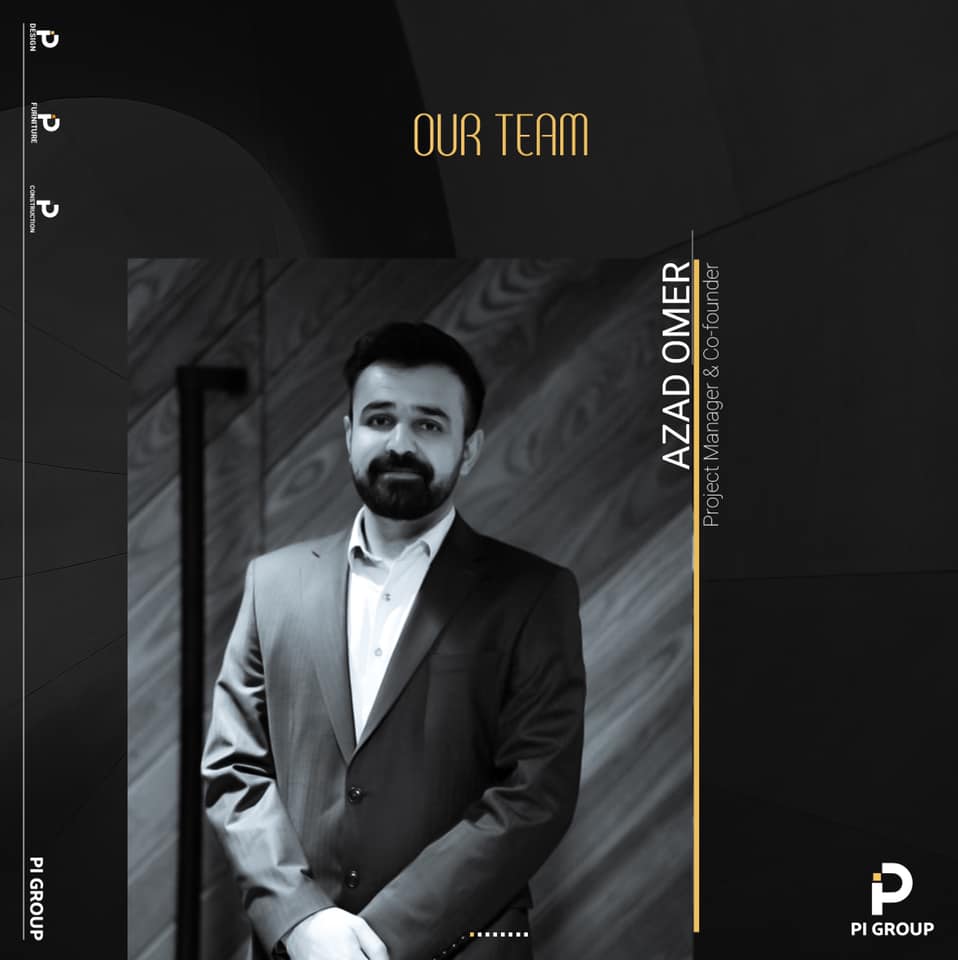 DESIGN
FURNITURE
CONSTRUCTION
OUR TEAM
AZAD OMER
Project Manager & Co-founder
PI GROUP
PI GROUP